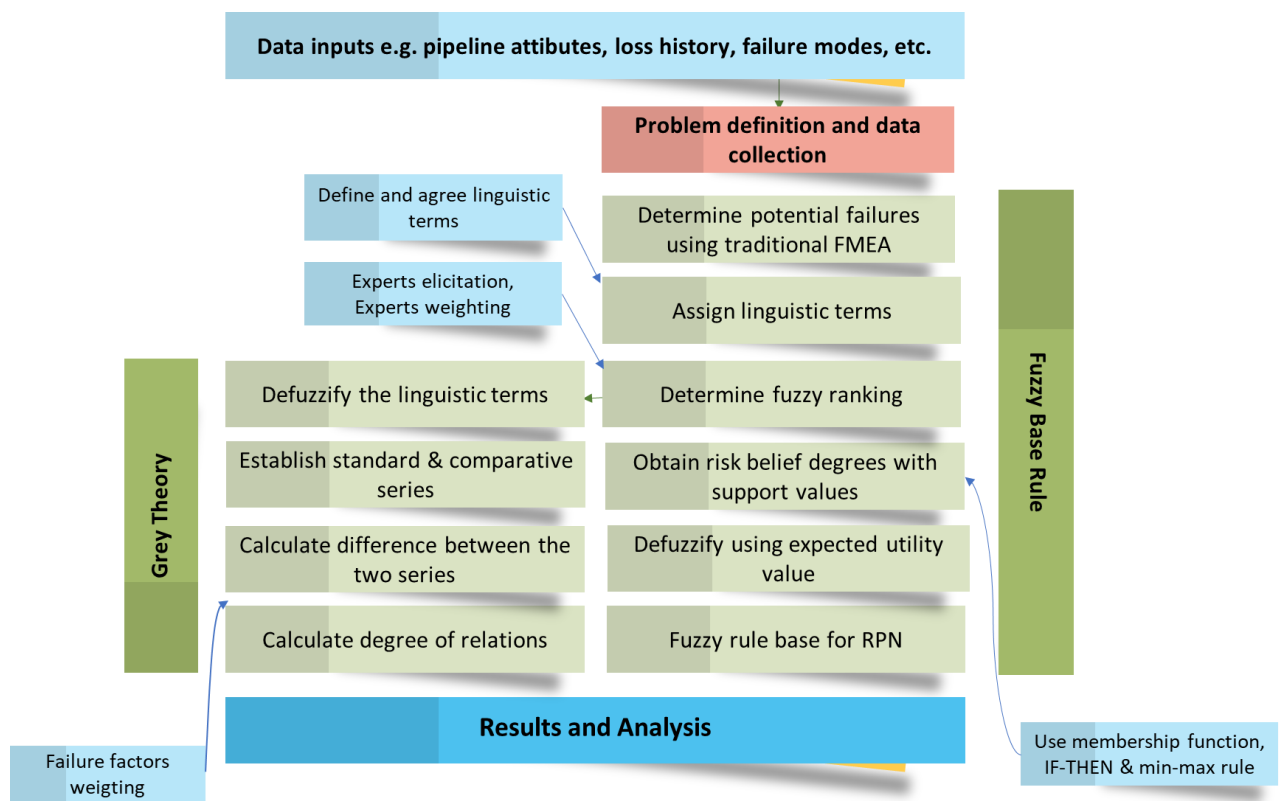 Data inputs e.g. pipeline attibutes, loss history, failure modes, etc.
Problem definition and data
collection
Define and agree linguistic
terms
Determine potential failures
using traditional FMEA
Experts elicitation,
Experts weighting
Assign linguistic terms
Defuzzify the linguistic terms
Determine fuzzy ranking
Establish standard & comparative
series
Obtain risk belief degrees with
support values
Calculate difference between the
two series
Defuzzify using expected utility
value
Calculate degree of relations
Fuzzy rule base for RPN
Grey Theory
Fuzzy Base Rule
Results and Analysis
Failure factors
weigting
Use membership function,
IF-THEN & min-max rule